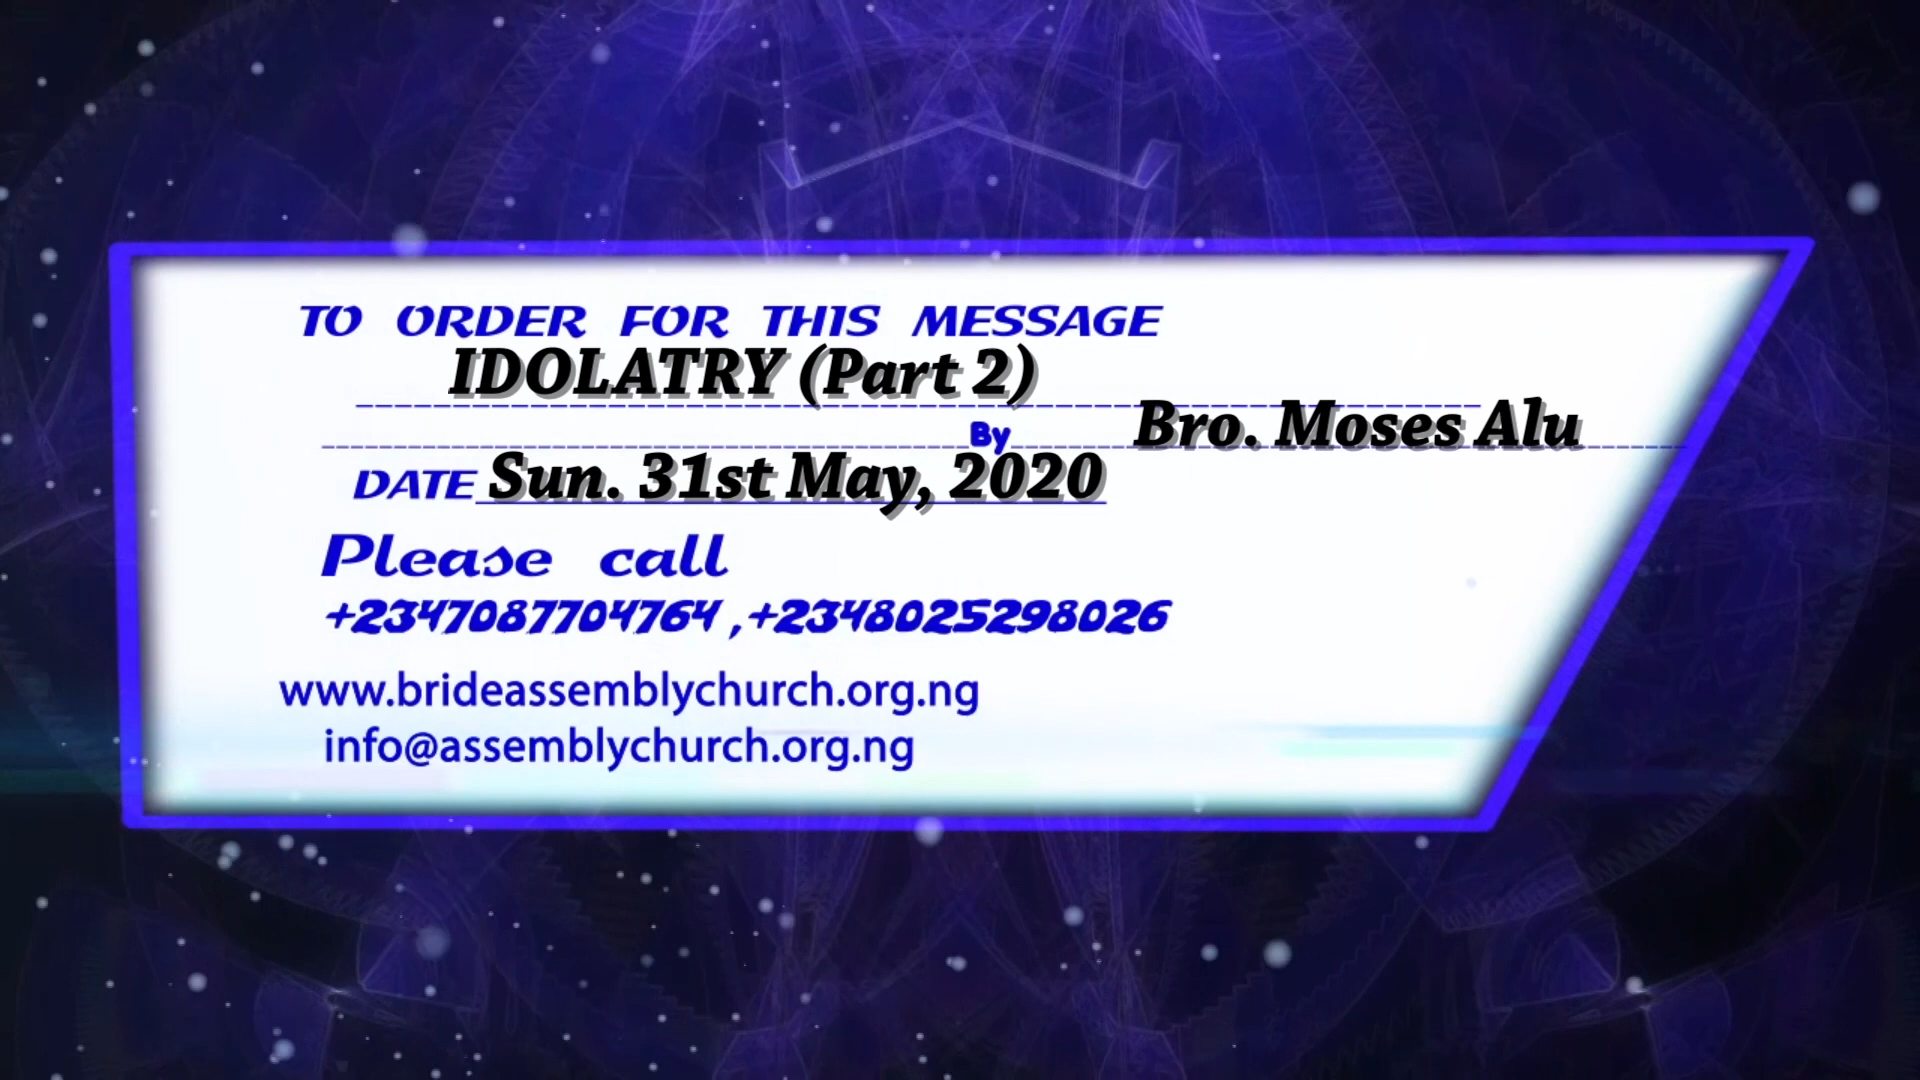 TO ORDER FOR THIS MESSAGE
IDOLATRY (Part 2)
By Bro. Moses Alu
DATE Sun. 31st May, 2020
Please call
+2347087704764 ,+2348025298026
www.brideassemblychurch.org.ng
info@assemblychurch.org.ng